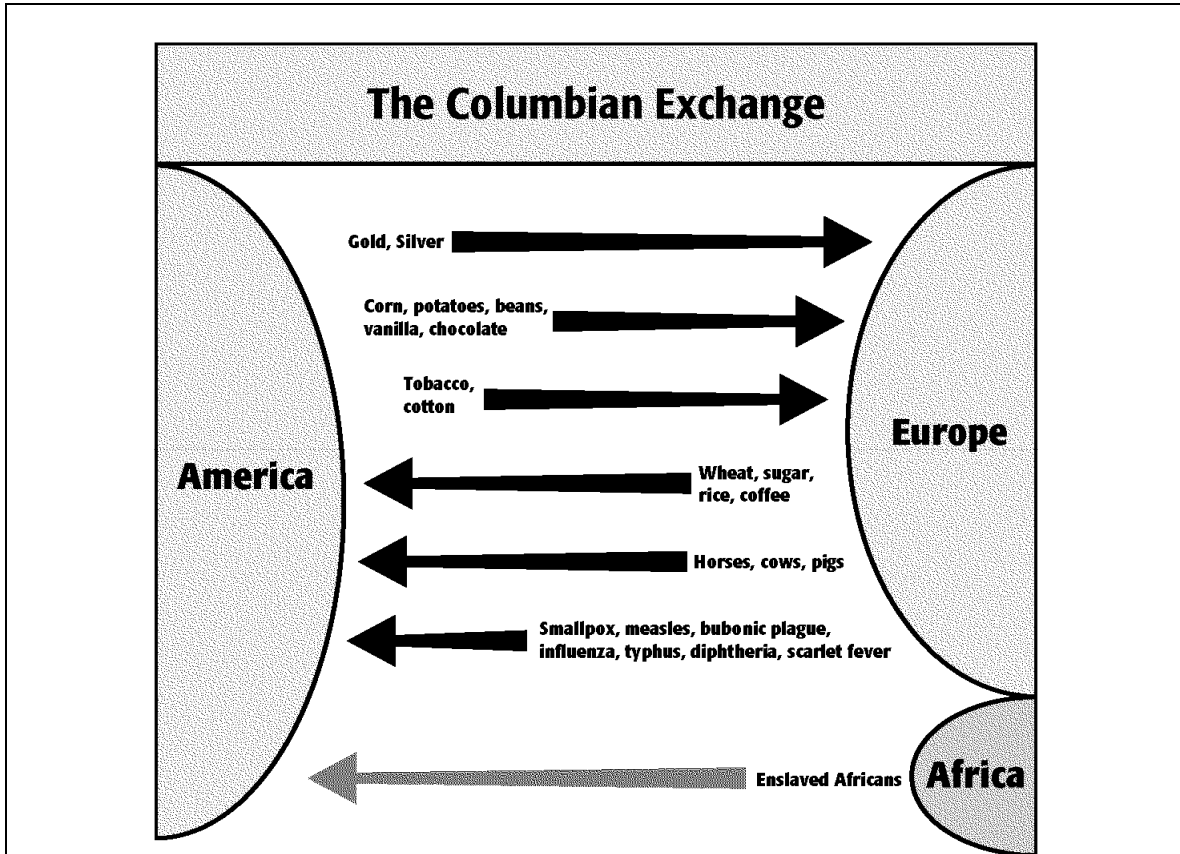 The Columbian Exchange
Gold, Silver
Corn, potatoes, beans,
vanilla, chocolate
Tobacco,
cotton
America
Europe
Wheat, sugar,
rice, coffee
Horses, cows, pigs
Smallpox, measles, bubonic plague,
influenza, typhus, diphtheria, scarlet fever
Enslaved Africans
Africa